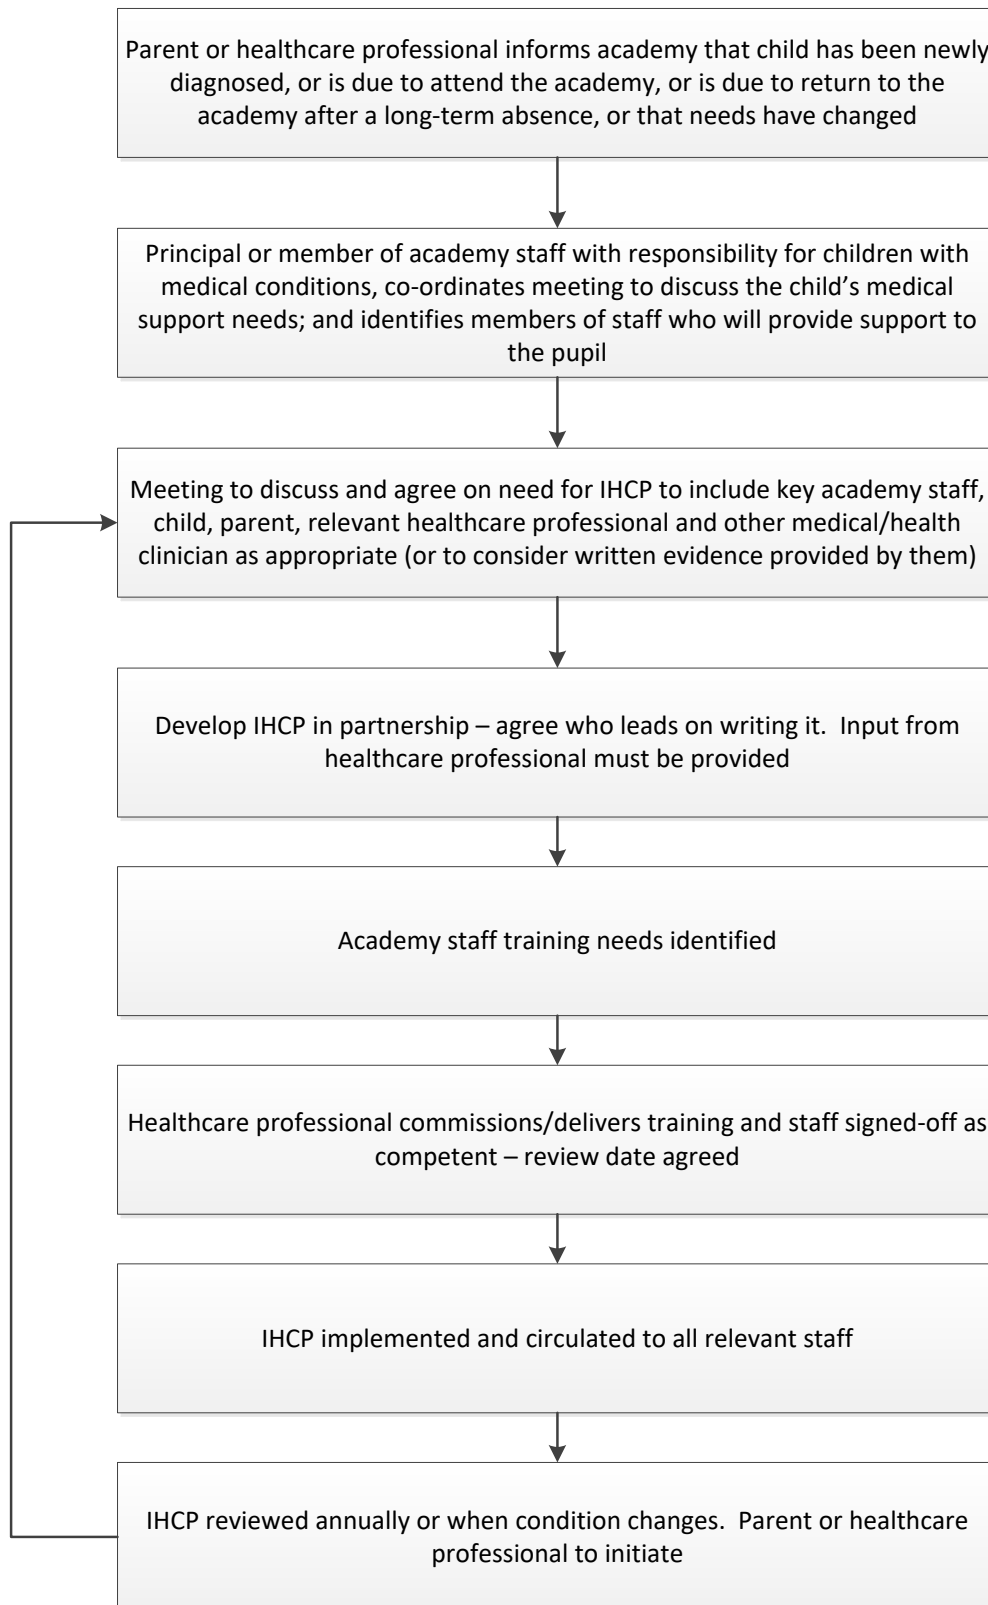 Parent or healthcare professional informs academy that child has been newly
diagnosed, or is due to attend the academy, or is due to return to the
academy after a long-term absence, or that needs have changed
Principal or member of academy staff with responsibility for children with
medical conditions, co-ordinates meeting to discuss the child’s medical
support needs; and identifies members of staff who will provide support to
the pupil
Meeting to discuss and agree on need for IHCP to include key academy staff,
child, parent, relevant healthcare professional and other medical/health
clinician as appropriate (or to consider written evidence provided by them)
Develop IHCP in partnership – agree who leads on writing it.  Input from
healthcare professional must be provided
Academy staff training needs identified
Healthcare professional commissions/delivers training and staff signed-off as
competent – review date agreed
IHCP implemented and circulated to all relevant staff
IHCP reviewed annually or when condition changes.  Parent or healthcare
professional to initiate